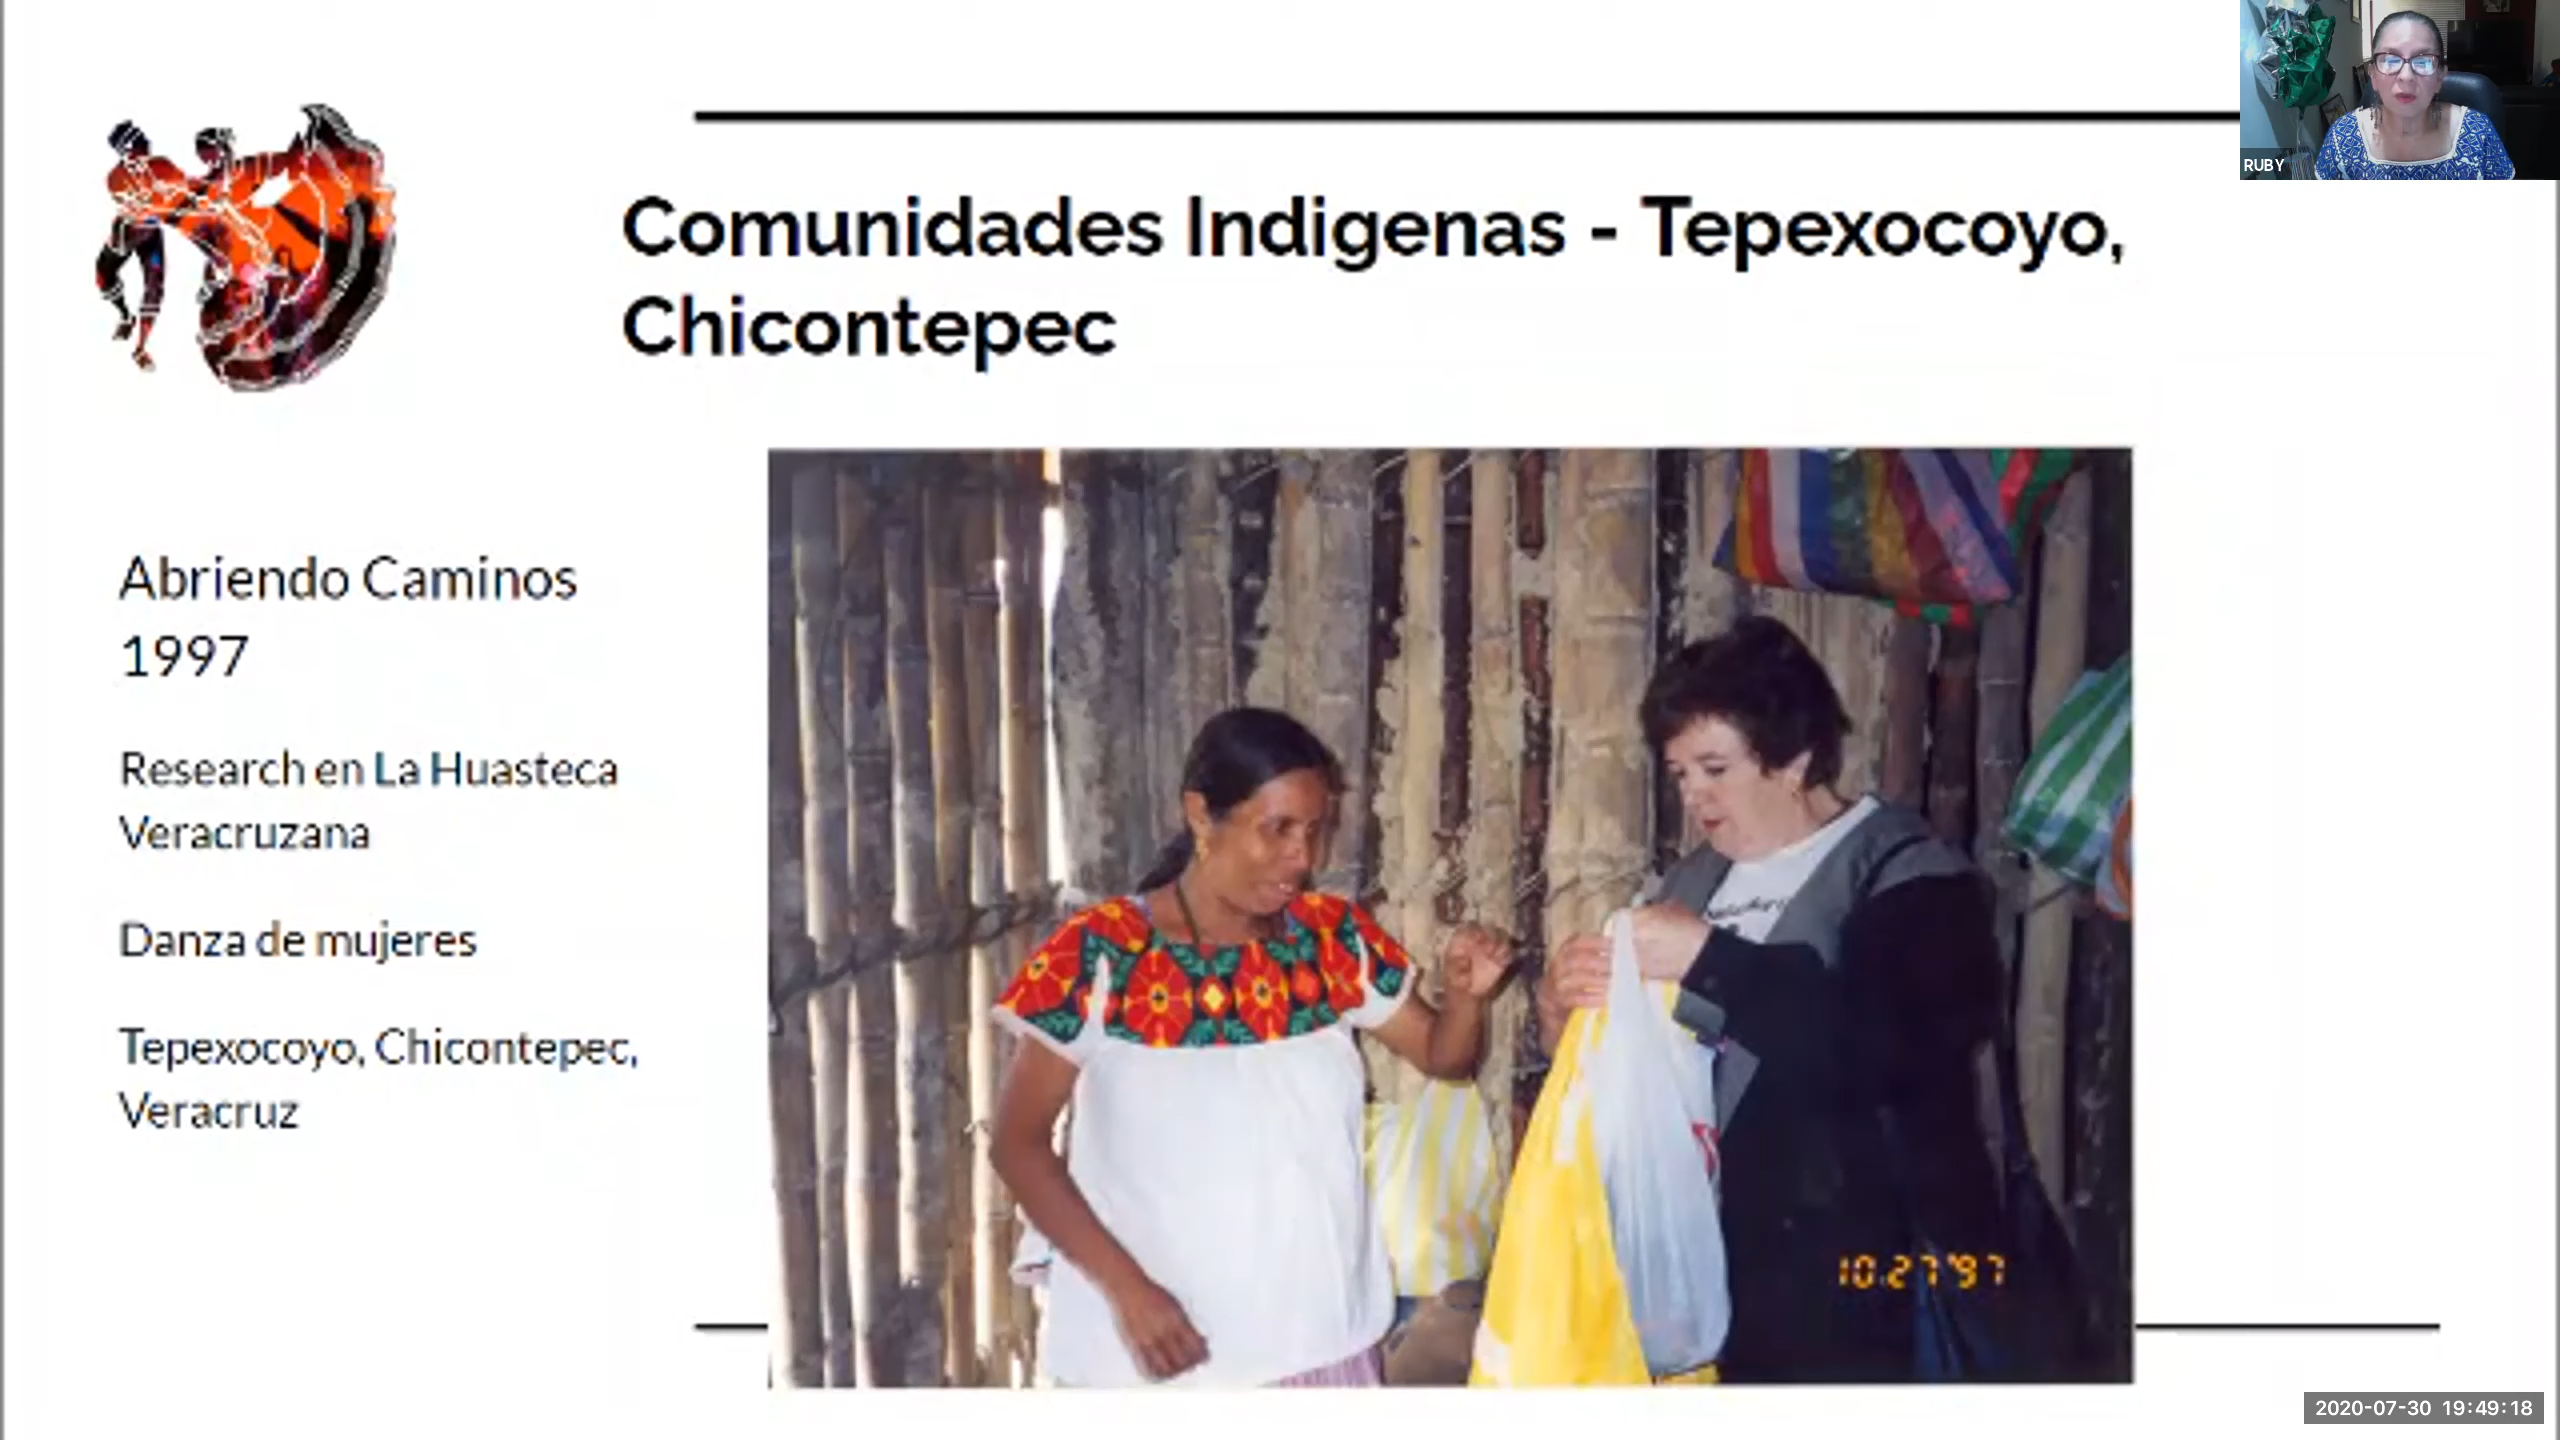 RUBY
Comunidades Indigenas - Tepexocoyo,
Chicontepec
Abriendo Caminos
1997
Research en La Huasteca
Veracruzana
Danza de mujeres
Tepexocoyo, Chicontepec,
Veracruz
10.27'97
2020-07-30 19:49:18